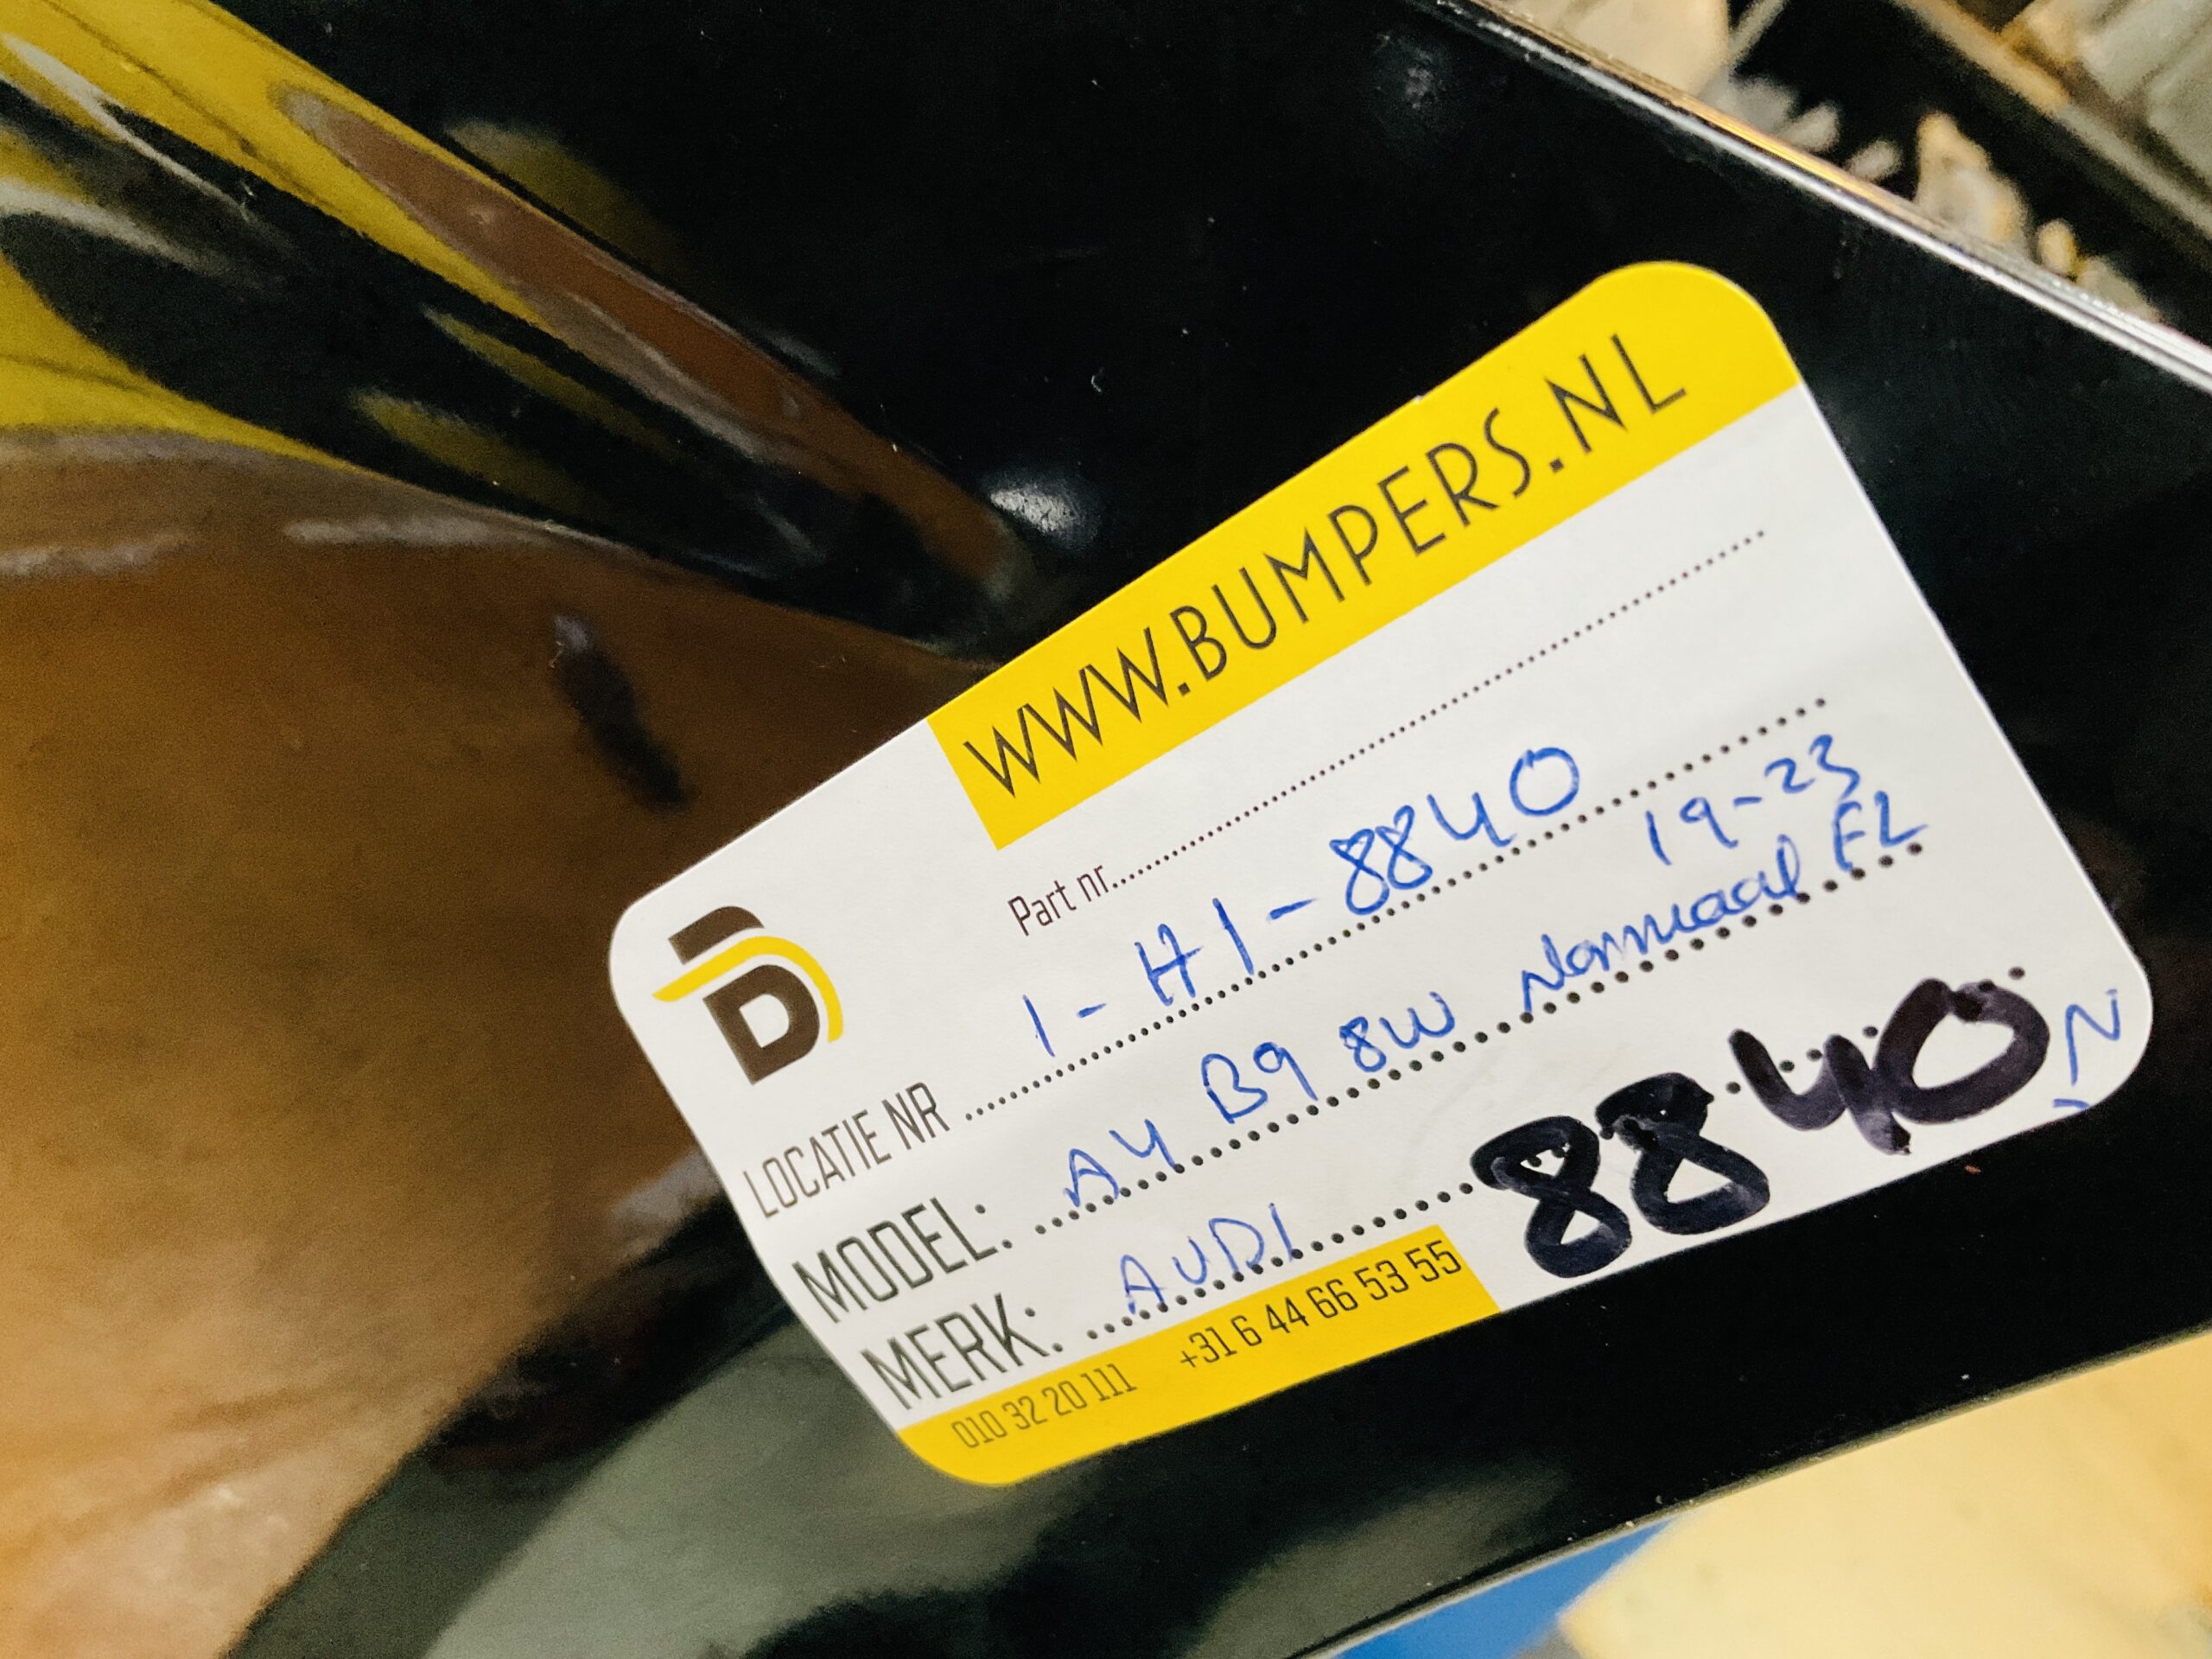 WWW.BUMPERS.NL
Part nr.
LOCATIE NR 1-H1-8840
19-23
MODEL: A4 B9 8W Normaal FL
MERK: AUDI
8840
N
010 32 20 111 +31 6 44 66 53 55